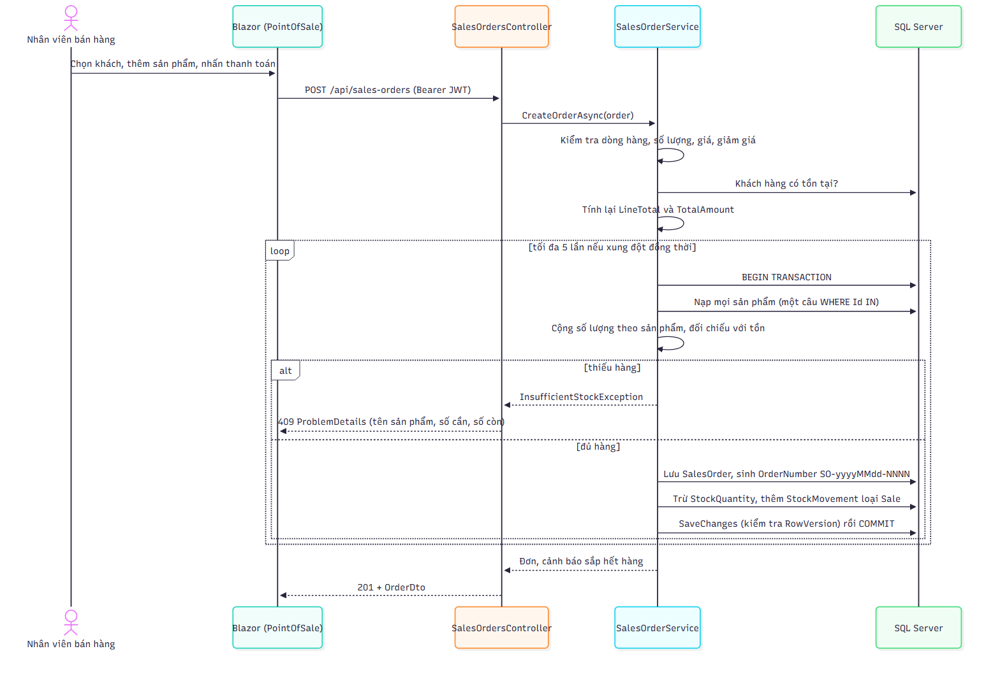 Nhân viên bán hàng
Blazor (PointOfSale)
SalesOrdersController
SalesOrderService
SQL Server
Chọn khách, thêm sản phẩm, nhấn thanh toán
POST /api/sales-orders (Bearer JWT)
CreateOrderAsync(order)
Kiểm tra dòng hàng, số lượng, giá, giảm giá
Khách hàng có tồn tại?
Tính lại LineTotal và TotalAmount
loop
[tối đa 5 lần nếu xung đột đồng thời]
BEGIN TRANSACTION
Nạp mọi sản phẩm (một câu WHERE Id IN)
Cộng số lượng theo sản phẩm, đối chiếu với tồn
alt
[thiếu hàng]
InsufficientStockException
409 ProblemDetails (tên sản phẩm, số cần, số còn)
[đủ hàng]
Lưu SalesOrder, sinh OrderNumber SO-yyyyMMdd-NNNN
Trừ StockQuantity, thêm StockMovement loại Sale
SaveChanges (kiểm tra RowVersion) rồi COMMIT
Đơn, cảnh báo sắp hết hàng
201 + OrderDto
Nhân viên bán hàng
Blazor (PointOfSale)
SalesOrdersController
SalesOrderService
SQL Server